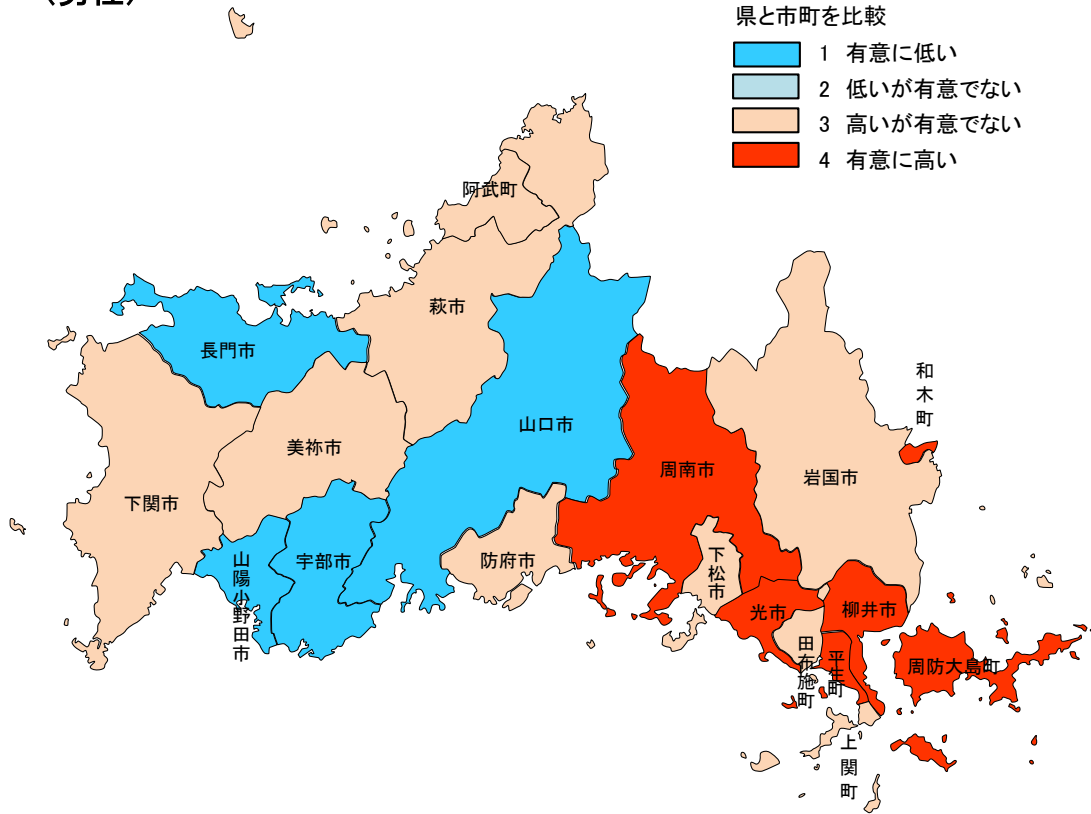 (男性)
県と市町を比較
1 有意に低い
2 低いが有意でない
3 高いが有意でない
4 有意に高い
阿武町
萩市
長門市
和木町
山口市
美祢市
周南市
岩国市
下関市
防府市
宇部市
山陽小野田市
下松市
光市
柳井市
田布施町
平生町
周防大島町
上関町